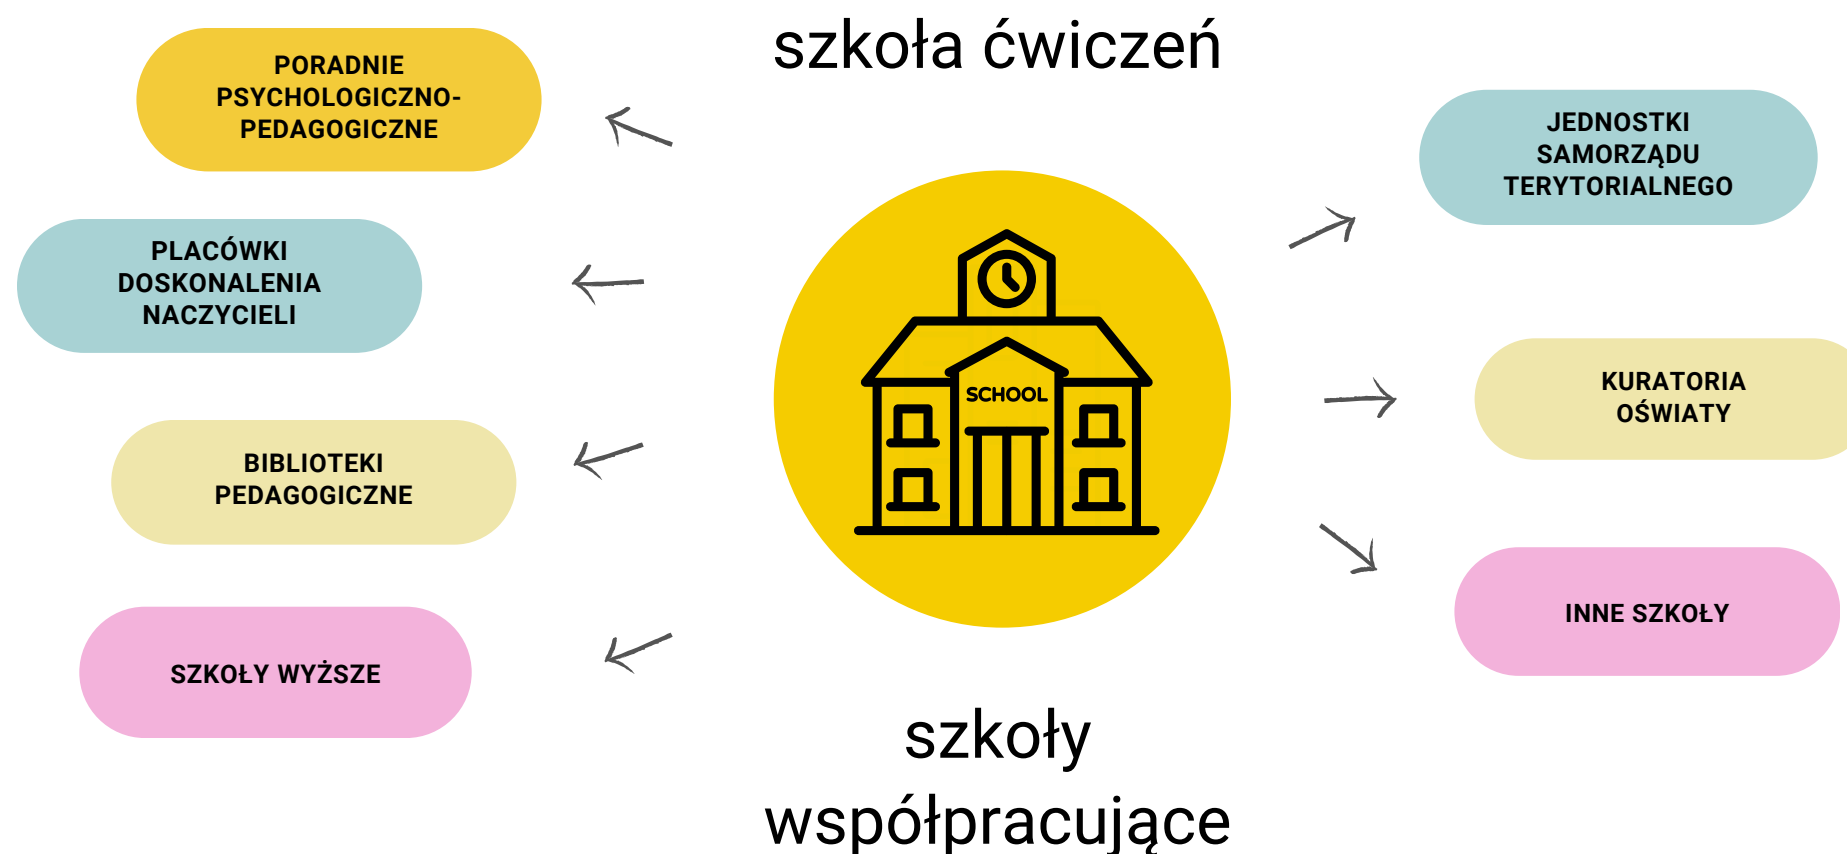 szkoła ćwiczeń
PORADNIE
PSYCHOLOGICZNO-
PEDAGOGICZNE
PLACÓWKI
DOSKONALENIA
NACZYCIELI
BIBLIOTEKI
PEDAGOGICZNE
SZKOŁY WYŻSZE
SCHOOL
JEDNOSTKI
SAMORZĄDU
TERYTORIALNEGO
KURATORIA
OŚWIATY
INNE SZKOŁY
szkoły
współpracujące